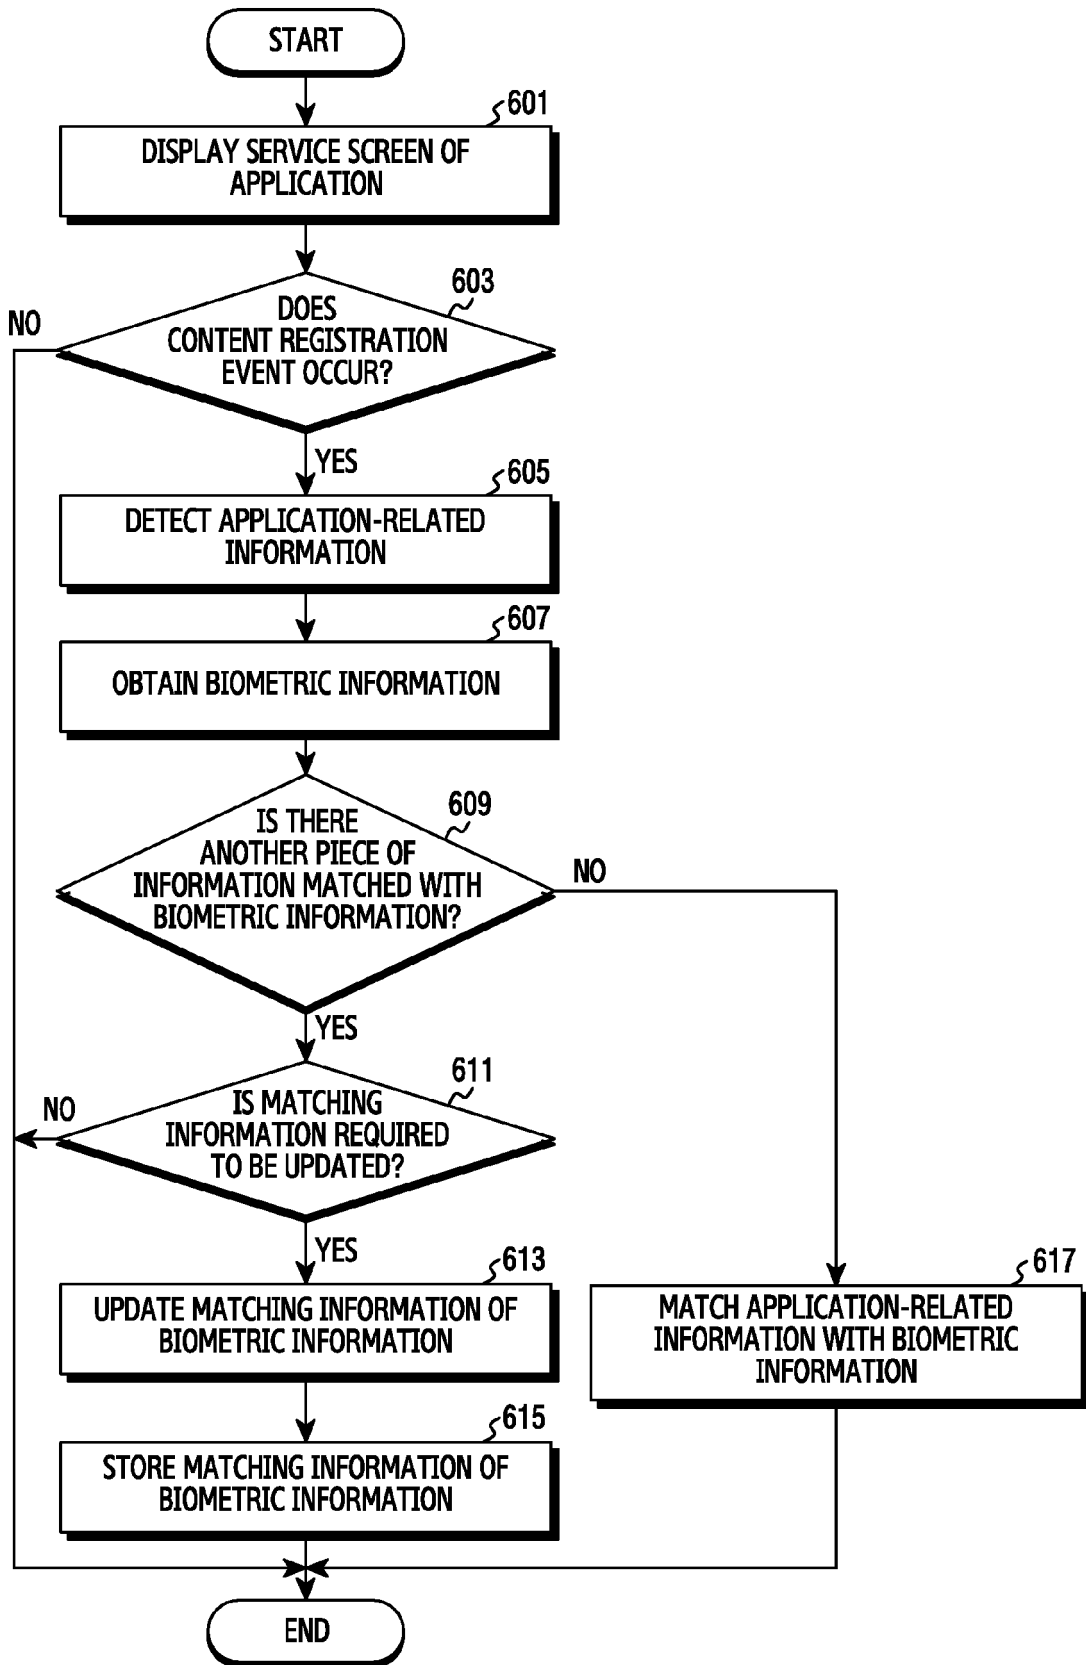 START
601
DISPLAY SERVICE SCREEN OF
APPLICATION
603
NO
DOES
CONTENT REGISTRATION
EVENT OCCUR?
YES
605
DETECT APPLICATION-RELATED
INFORMATION
607
OBTAIN BIOMETRIC INFORMATION
609
IS THERE
ANOTHER PIECE OF
INFORMATION MATCHED WITH
BIOMETRIC INFORMATION?
NO
YES
611
NO
IS MATCHING
INFORMATION REQUIRED
TO BE UPDATED?
YES
613
UPDATE MATCHING INFORMATION OF
BIOMETRIC INFORMATION
617
MATCH APPLICATION-RELATED
INFORMATION WITH BIOMETRIC
INFORMATION
615
STORE MATCHING INFORMATION OF
BIOMETRIC INFORMATION
END